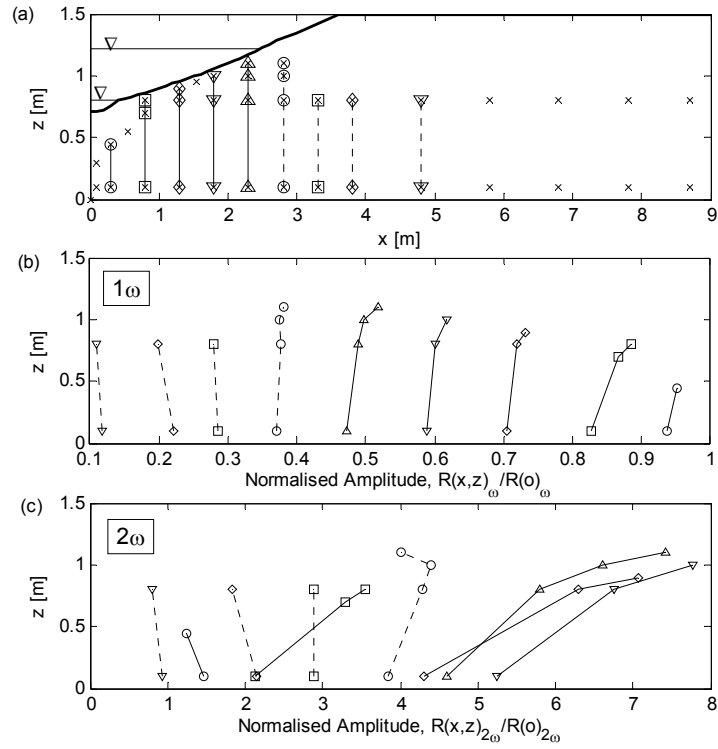 (a)
1.5
1
0.5
0
z [m]
0 1 2 3 4 5 6 7 8 9
x [m]
(b)
1.5
1
0.5
0
z [m]
1ω
0.1 0.2 0.3 0.4 0.5 0.6 0.7 0.8 0.9 1
Normalised Amplitude, R(x,z)ω/R(o)ω
(c)
1.5
1
0.5
0
z [m]
2ω
0 1 2 3 4 5 6 7 8
Normalised Amplitude, R(x,z)2ω/R(o)2ω